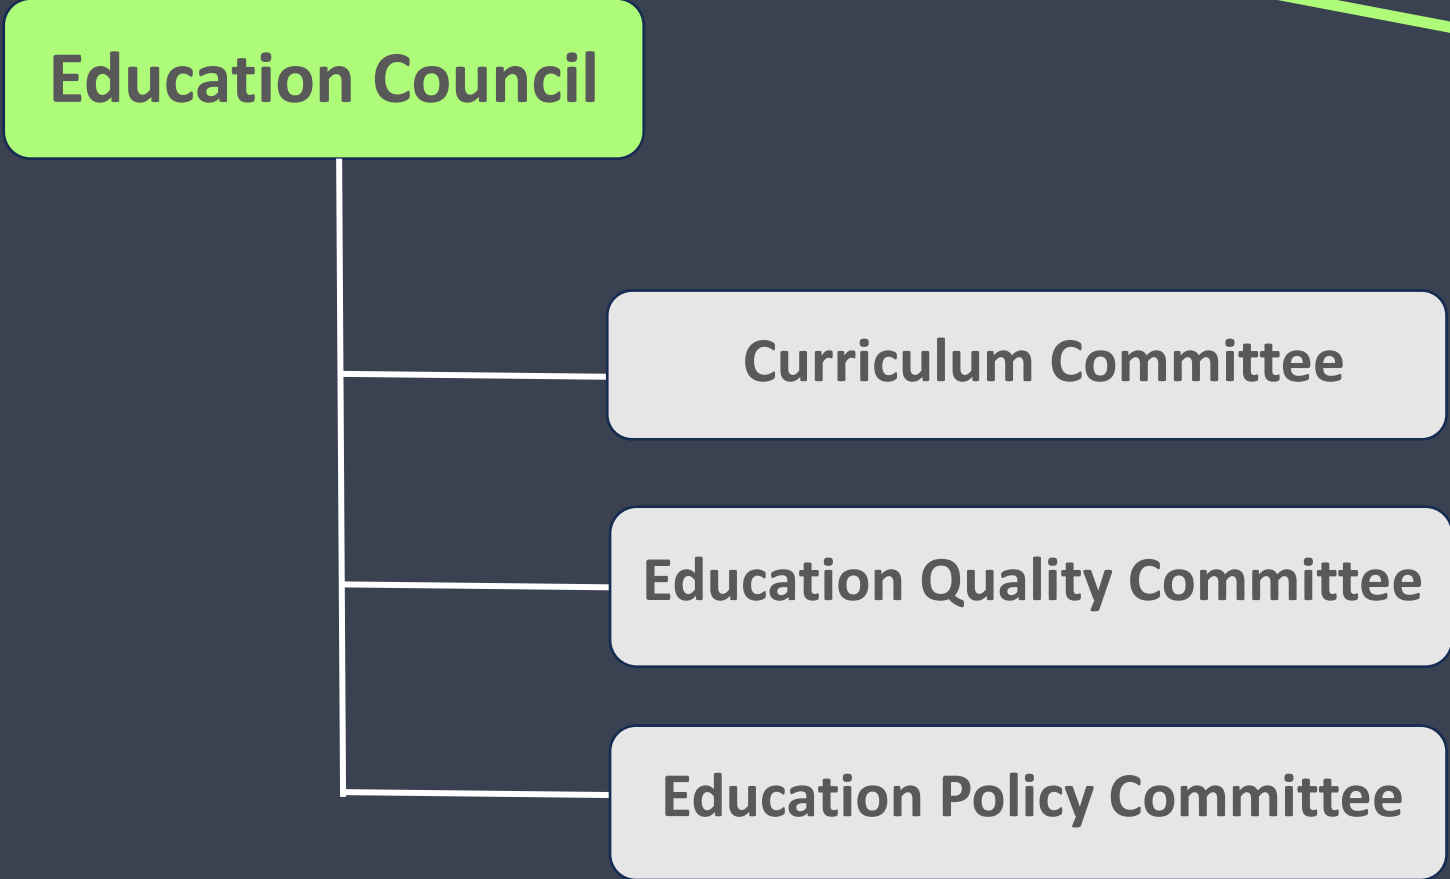 Education Council
Curriculum Committee
Education Quality Committee
Education Policy Committee